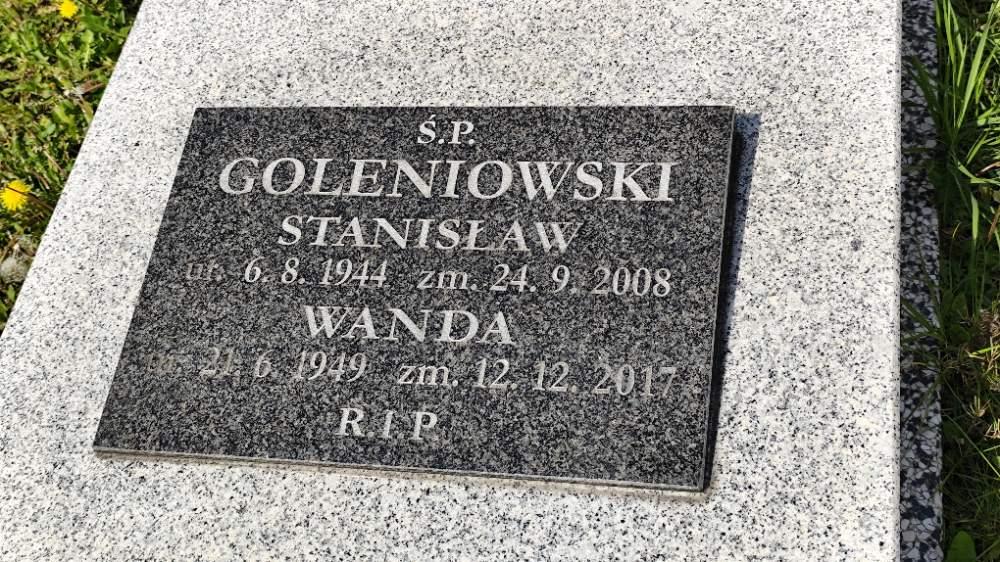 Ś.P.
GOLENIOWSKI
STANISŁAW
ur. 6. 8. 1944 zm. 24. 9. 2008
WANDA
ur. 21. 6 1949 zm. 12. 12. 2017
R.I.P.